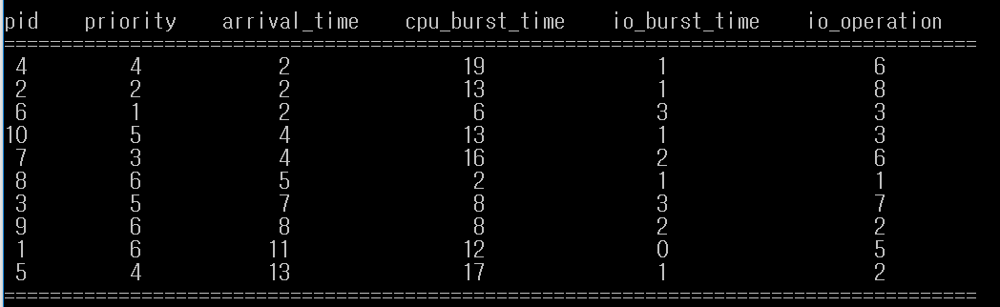 pid priority arrival_time cpu_burst_time io_burst_time io_operation
================================================================================
4 4 2 19 1 6
2 2 2 13 1 8
6 1 2 6 3 3
10 5 4 13 1 3
7 3 4 16 2 6
8 6 5 2 1 1
3 5 7 8 3 7
9 6 8 8 2 2
1 6 11 12 0 5
5 4 13 17 1 2
================================================================================